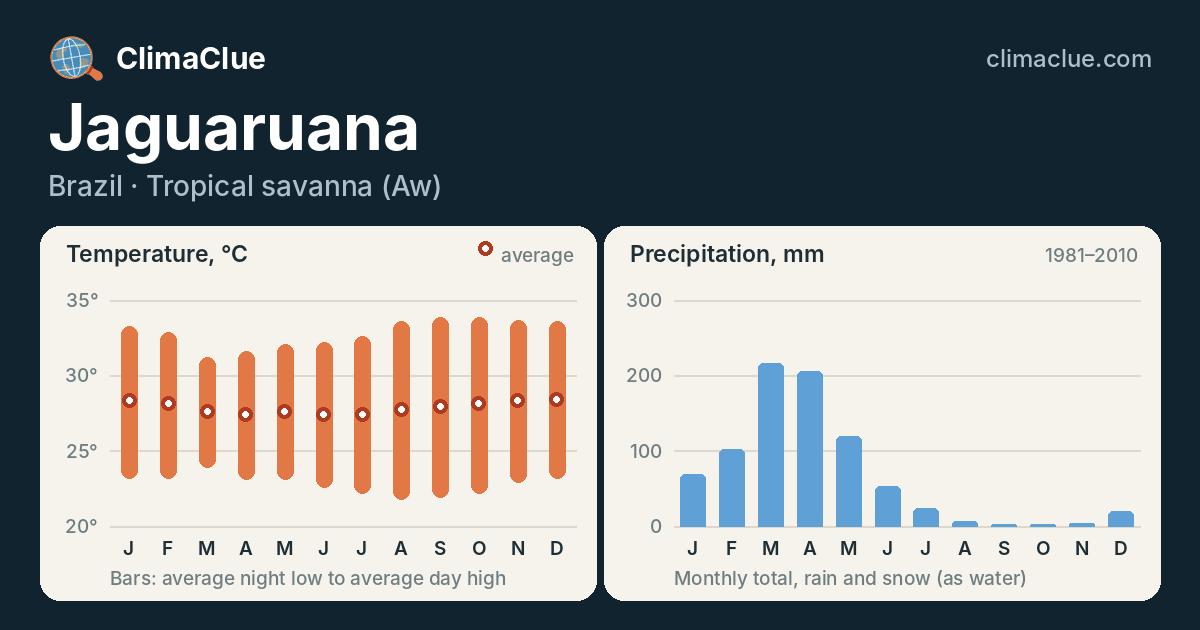 ClimaClue
climaclue.com
Jaguaruana
Brazil · Tropical savanna (Aw)
Temperature, °C
average
35°
30°
25°
20°
J F M A M J J A S O N D
Bars: average night low to average day high
Precipitation, mm
1981–2010
300
200
100
0
J F M A M J J A S O N D
Monthly total, rain and snow (as water)